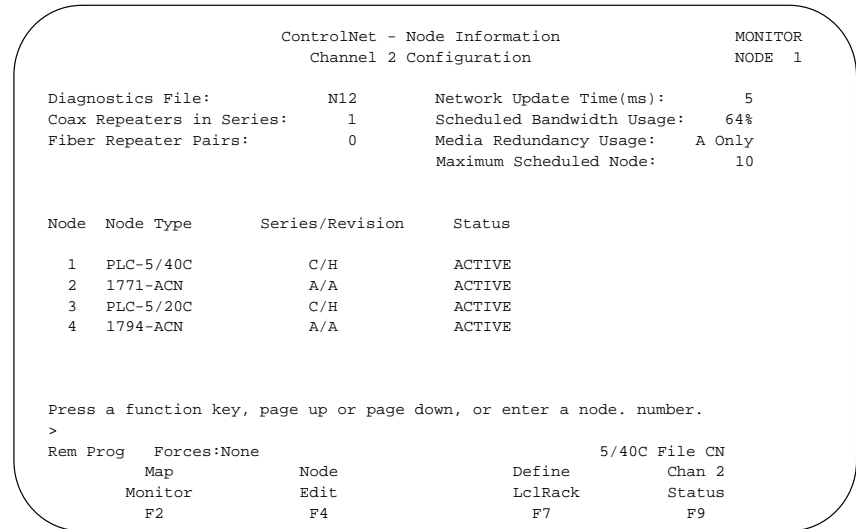 ControlNet - Node Information MONITOR
Channel 2 Configuration NODE 1
Diagnostics File: N12 Network Update Time(ms): 5
Coax Repeaters in Series: 1 Scheduled Bandwidth Usage: 64%
Fiber Repeater Pairs: 0 Media Redundancy Usage: A Only
Maximum Scheduled Node: 10
Node Node Type Series/Revision Status
1 PLC-5/40C C/H ACTIVE
2 1771-ACN A/A ACTIVE
3 PLC-5/20C C/H ACTIVE
4 1794-ACN A/A ACTIVE
Press a function key, page up or page down, or enter a node. number.
>
Rem Prog Forces:None 5/40C File CN
Map Node Define Chan 2
Monitor Edit LclRack Status
F2 F4 F7 F9